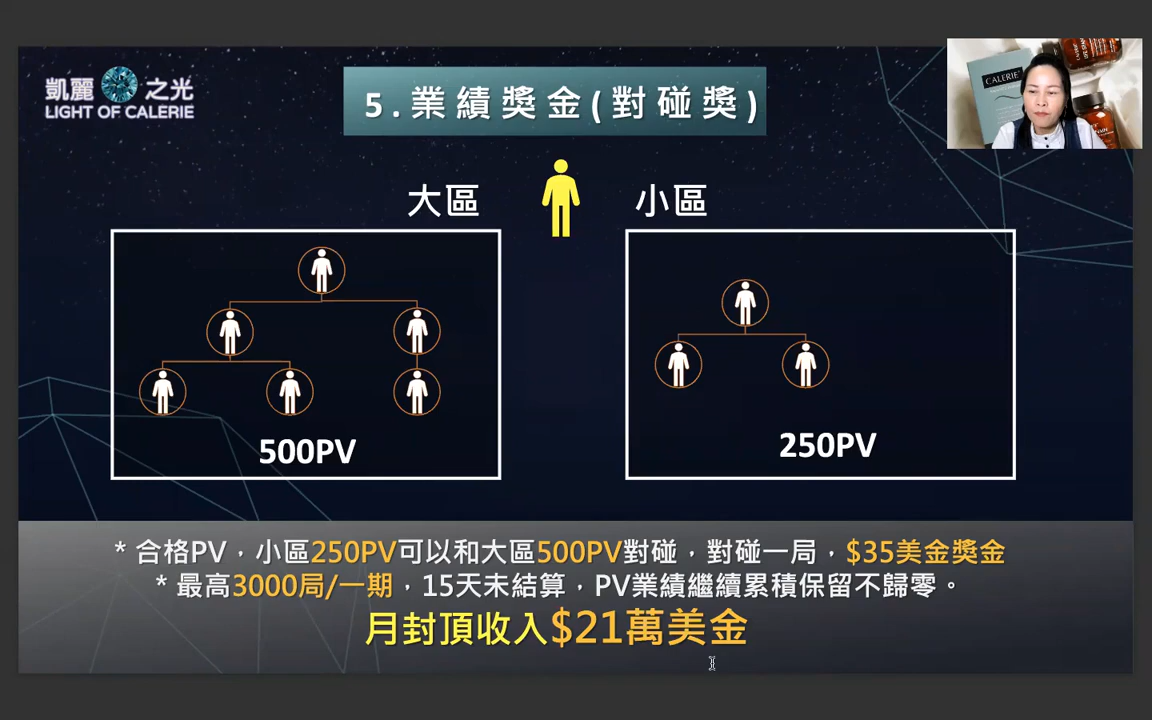 凱麗之光
LIGHT OF CALERIE
5.業績獎金(對碰獎)
CALERIE
大區
小區
500PV
250PV
* 合格PV，小區250PV可以和大區500PV對碰，對碰一局，$35美金獎金
* 最高3000局/一期，15天未結算，PV業績繼續累積保留不歸零。
月封頂收入$21萬美金